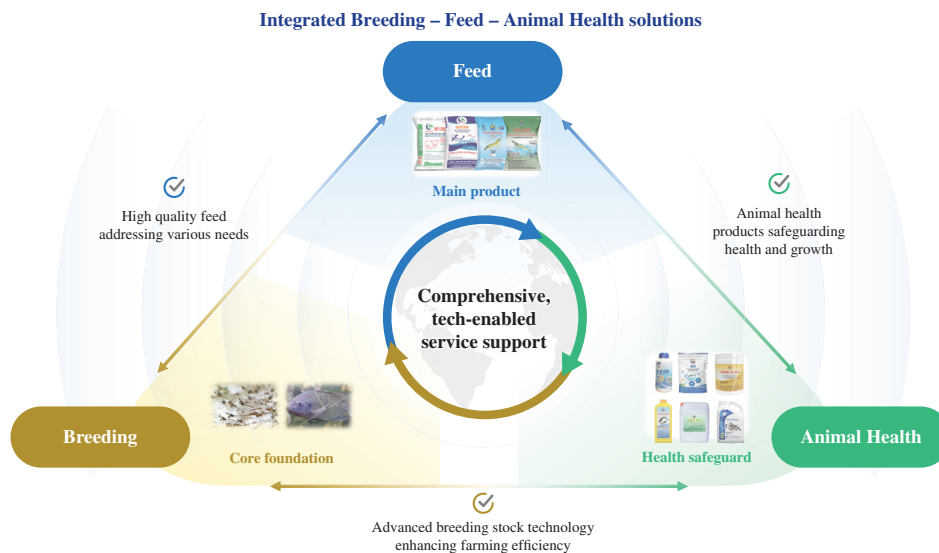 Integrated Breeding – Feed – Animal Health solutions
Feed
Main product
High quality feed
addressing various needs
Animal health
products safeguarding
health and growth
Comprehensive,
tech-enabled
service support
Breeding
Core foundation
Health safeguard
Animal Health
Advanced breeding stock technology
enhancing farming efficiency